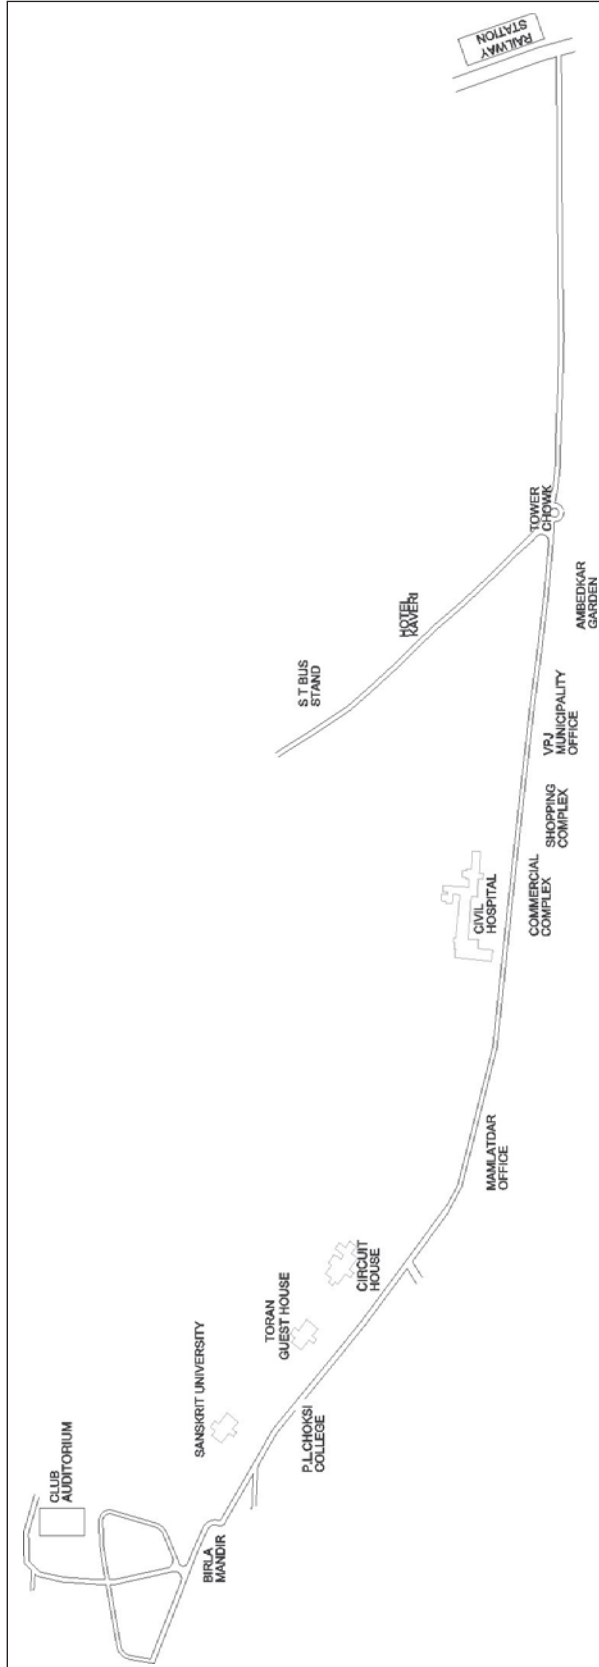 CLUB
AUDITORIUM
SANSKRIT UNIVERSITY
BIRLA
MANDIR
TORAN
GUEST HOUSE
P.L.CHOKSI
COLLEGE
CIRCUIT
HOUSE
MAMLATDAR
OFFICE
CIVIL
HOSPITAL
COMMERCIAL
COMPLEX
SHOPPING
COMPLEX
VPJ
MUNICIPALITY
OFFICE
S T BUS
STAND
HOTEL
KAVERI
AMBEDKAR
GARDEN
TOWER
CHOWK
RAILWAY
STATION